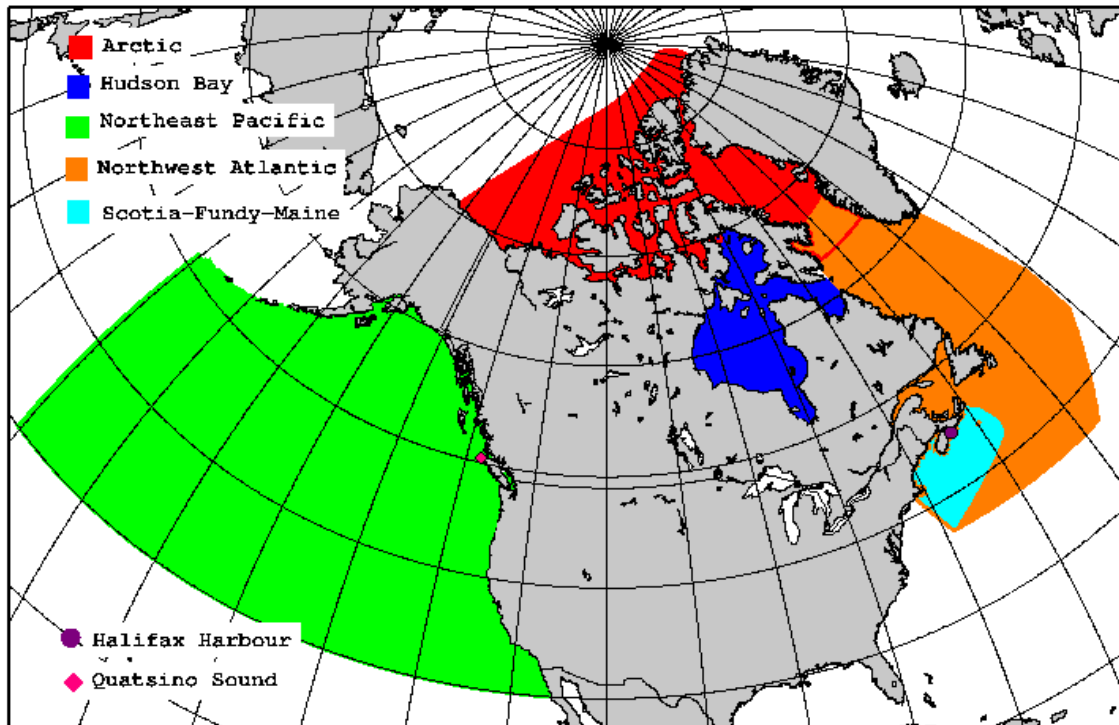 Arctic
Hudson Bay
Northeast Pacific
Northwest Atlantic
Scotia-Fundy-Maine
Halifax Harbour
Quatsino Sound